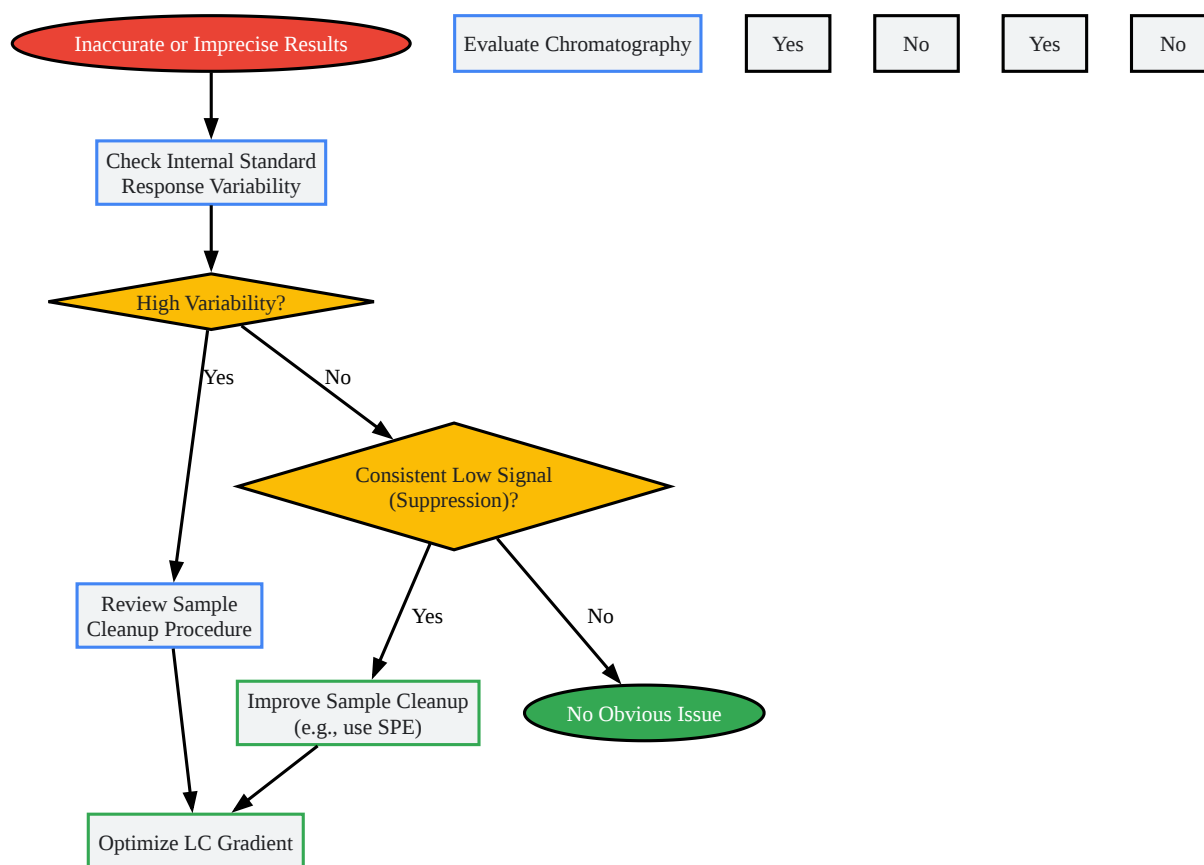 Inaccurate or Imprecise Results
Evaluate Chromatography
Yes
No
Yes
No
Check Internal Standard
Response Variability
High Variability?
Yes
No
Consistent Low Signal
(Suppression)?
Review Sample
Cleanup Procedure
Yes
No
Improve Sample Cleanup
(e.g., use SPE)
No Obvious Issue
Optimize LC Gradient